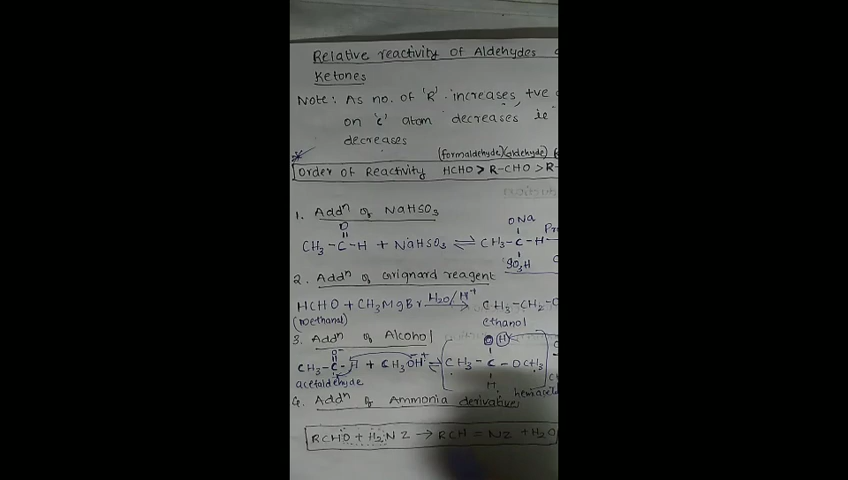 Relative reactivity of Aldehydes
Ketones
Note: As no. of 'R' increases, +ve
on 'c' atom decreases ie
decreases
(formaldehyde) (aldehyde)
Order of Reactivity HCHO > R-CHO > R-
1. Addⁿ of NaHSO₃
O ONa
CH₃-C-H + NaHSO₃ ⇌ CH₃-C-H
SO₃H
2. Addⁿ of Grignard reagent
HCHO + CH₃MgBr H₂O/H⁺ → CH₃-CH₂-O
(methanal) ethanol
3. Addⁿ of Alcohol
O⁻ O H
CH₃-C-H + CH₃OH ⇌ CH₃-C-OCH₃
acetaldehyde H
hemiacetal
4. Addⁿ of Ammonia derivatives
RCHO + H₂NZ → RCH = NZ + H₂O